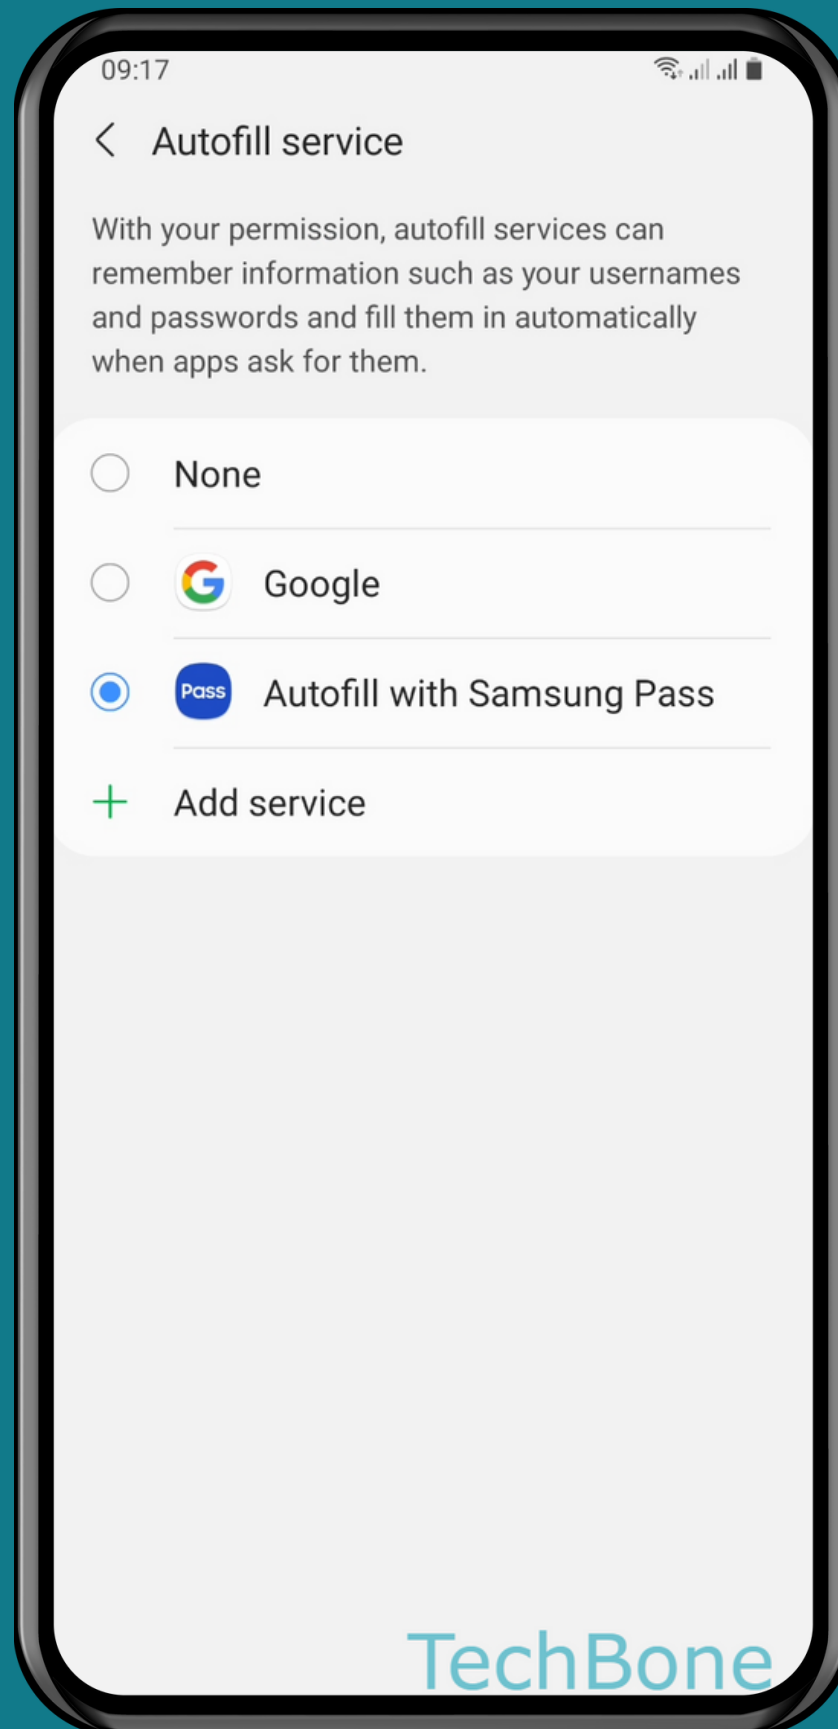 09:17
Autofill service
With your permission, autofill services can
remember information such as your usernames
and passwords and fill them in automatically
when apps ask for them.
None
Google
Pass Autofill with Samsung Pass
Add service
TechBone